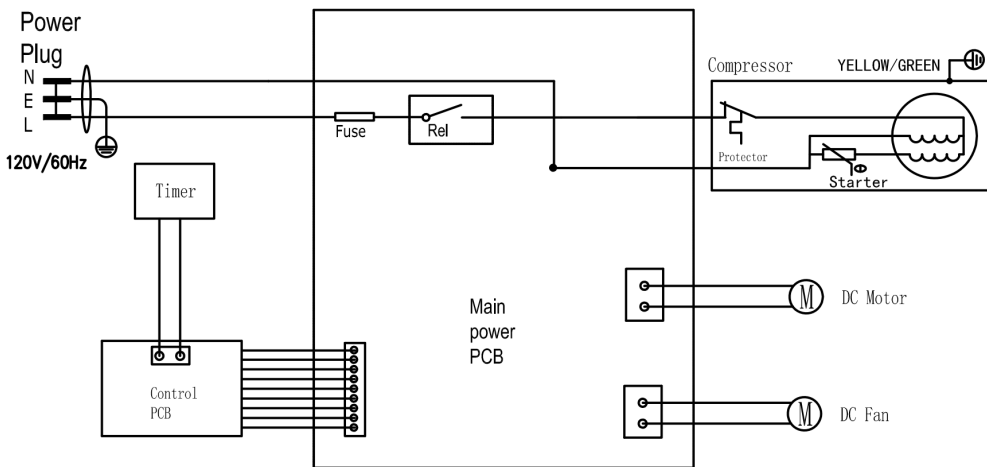 Power
Plug
N
E
L
120V/60Hz
Fuse
Rel
Compressor
YELLOW/GREEN
Protector
Starter
Timer
Main
power
PCB
M
DC Motor
Control
PCB
M
DC Fan